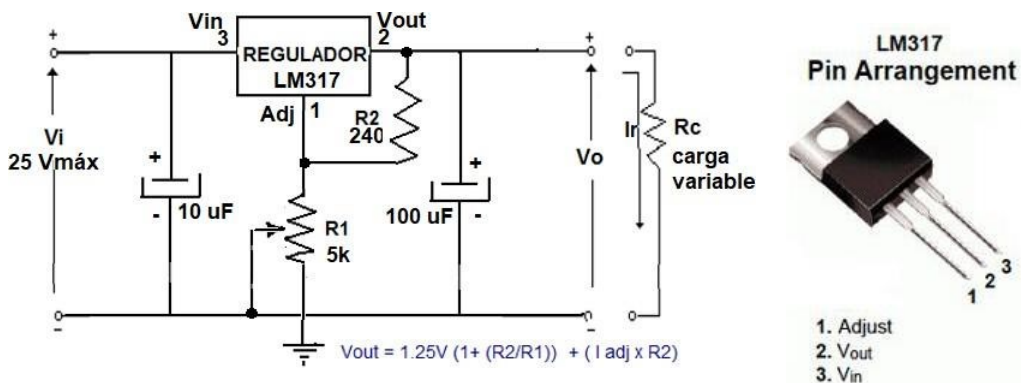 Vin
3
REGULADOR
LM317
Vout
2
Adj
1
R2
240
+
Vi
25 Vmáx
-
+
-
10 uF
R1
5k
+
-
100 uF
+
Vo
-
Ir
Rc
carga
variable
Vout = 1.25V (1+ (R2/R1)) + ( I adj x R2)
LM317
Pin Arrangement
1
2
3
1. Adjust
2. Vout
3. Vin